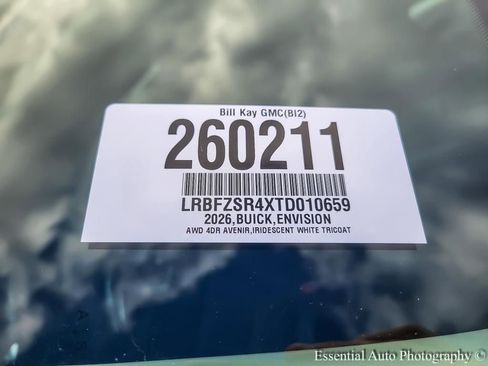 Bill Kay GMC(BI2)
260211
LRBFZSR4XTD010659
2026,BUICK,ENVISION
AWD 4DR AVENIR,IRIDESCENT WHITE TRICOAT
Essential Auto Photography